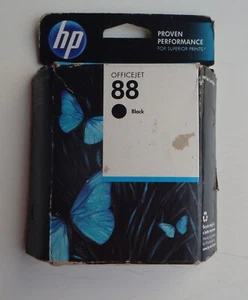 hp
PROVEN
PERFORMANCE
FOR SUPERIOR PRINTS
OFFICEJET
88
Black